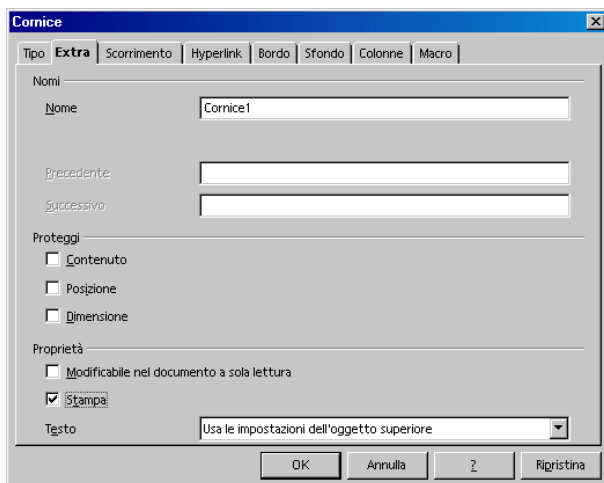 Cornice
Tipo Extra Scorrimento Hyperlink Bordo Sfondo Colonne Macro
Nomi
Nome Cornice1
Precedente
Successivo
Proteggi
Contenuto
Posizione
Dimensione
Proprietà
Modificabile nel documento a sola lettura
Stampa
Testo Usa le impostazioni dell'oggetto superiore
OK Annulla ? Ripristina